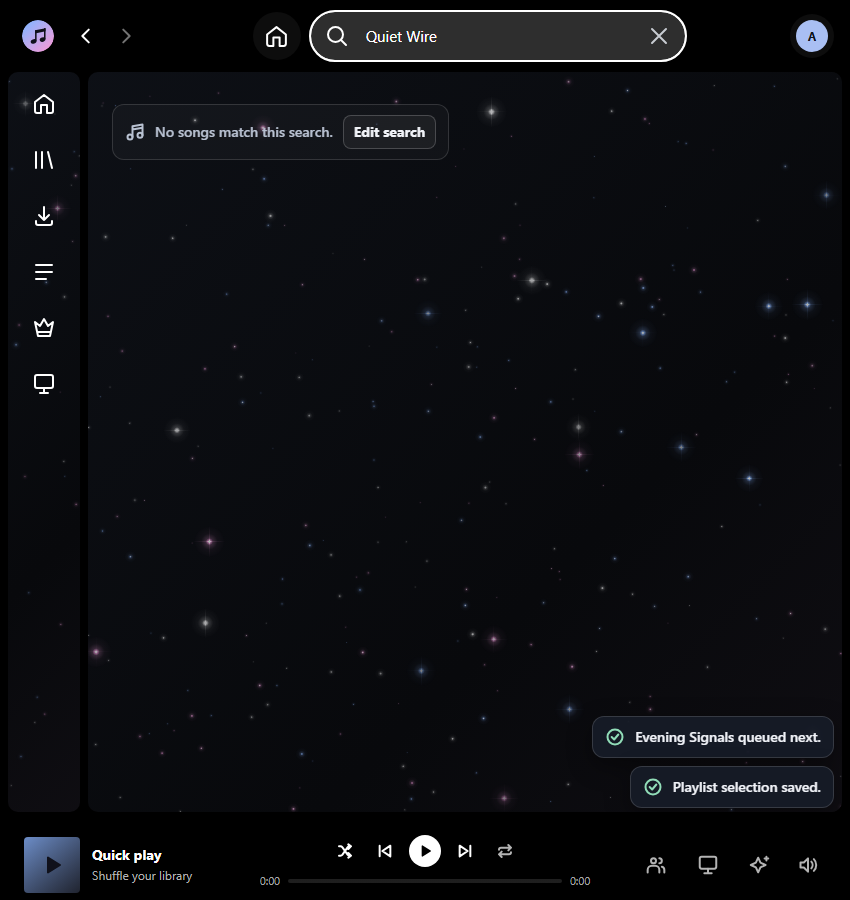 Quiet Wire
A
No songs match this search.
Edit search
Evening Signals queued next.
Playlist selection saved.
Quick play
Shuffle your library
0:00
0:00